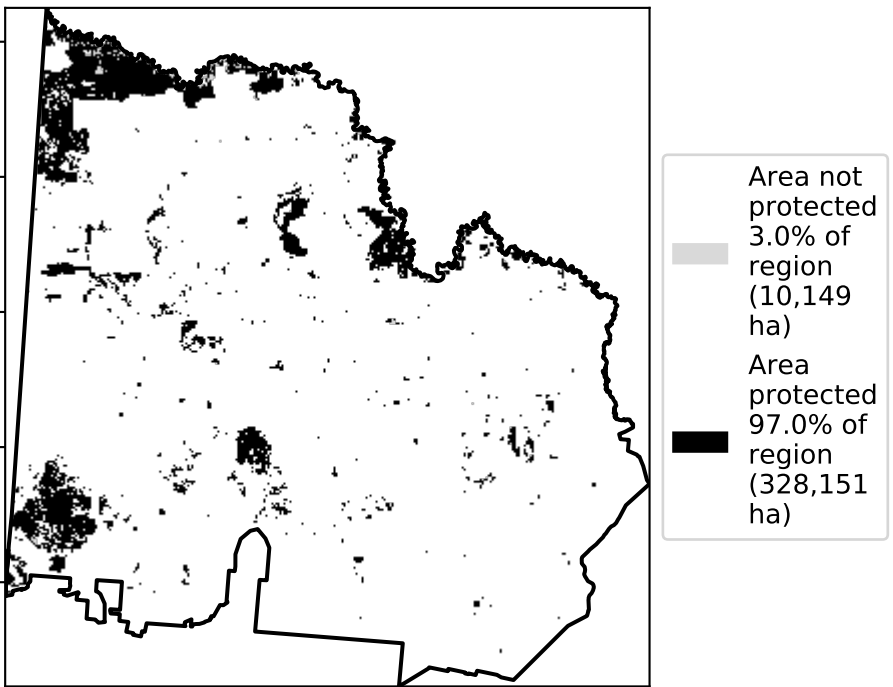 Area not
protected
3.0% of
region
(10,149
ha)
Area
protected
97.0% of
region
(328,151
ha)